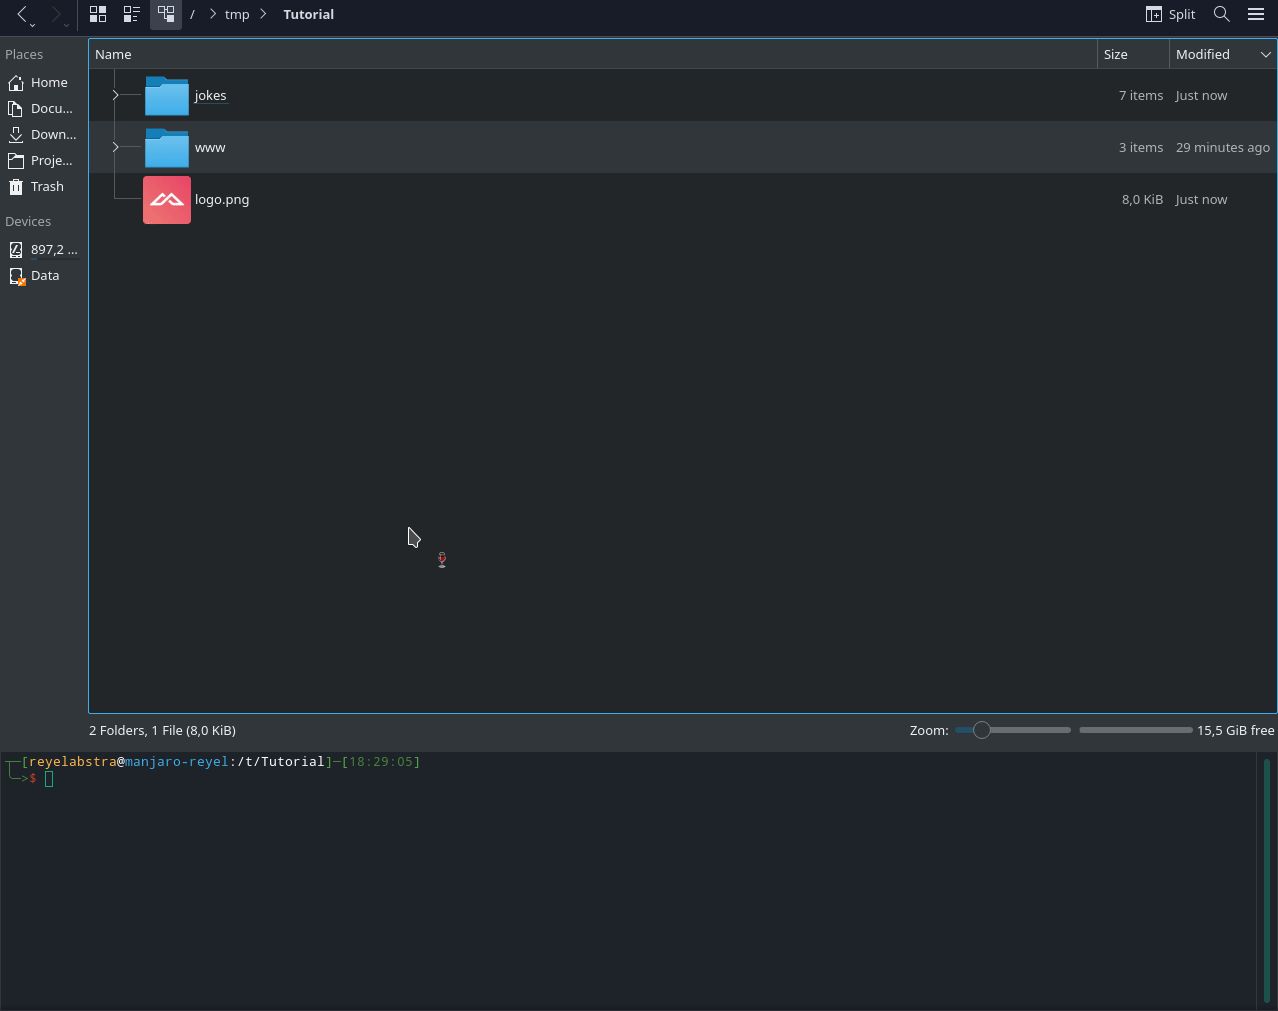 / > tmp > Tutorial Split
Places
Home
Docu...
Down...
Proje...
Trash
Devices
897,2 ...
Data
Name Size Modified
jokes 7 items Just now
www 3 items 29 minutes ago
logo.png 8,0 KiB Just now
2 Folders, 1 File (8,0 KiB) Zoom: 15,5 GiB free
[reyelabstra@manjaro-reyel:/t/Tutorial]─[18:29:05]
>$